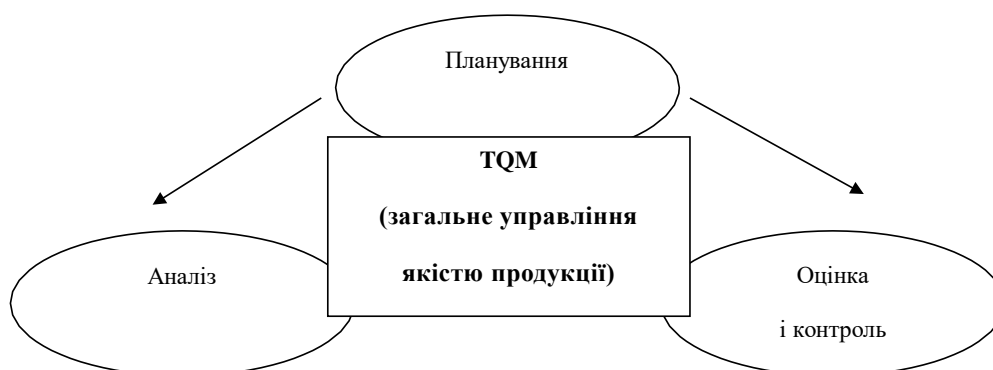 Планування
TQM
(загальне управління
якістю продукції)
Аналіз
Оцінка
і контроль